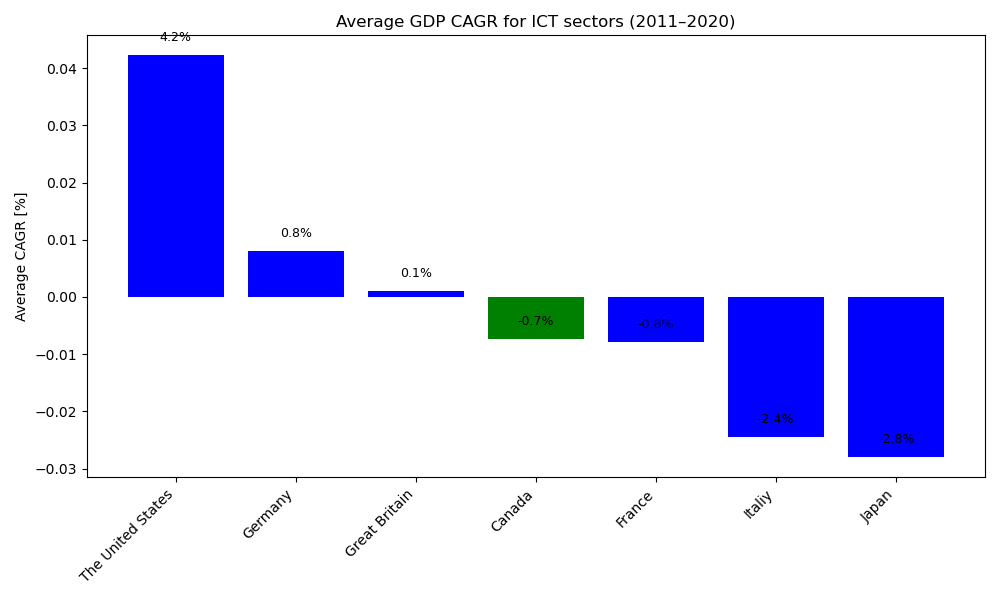 Average GDP CAGR for ICT sectors (2011–2020)
4.2%
0.04
0.03
0.02
0.01
0.00
−0.01
−0.02
−0.03
Average CAGR [%]
0.8%
0.1%
-0.7%
-0.8%
-2.4%
-2.8%
The United States
Germany
Great Britain
Canada
France
Italiy
Japan